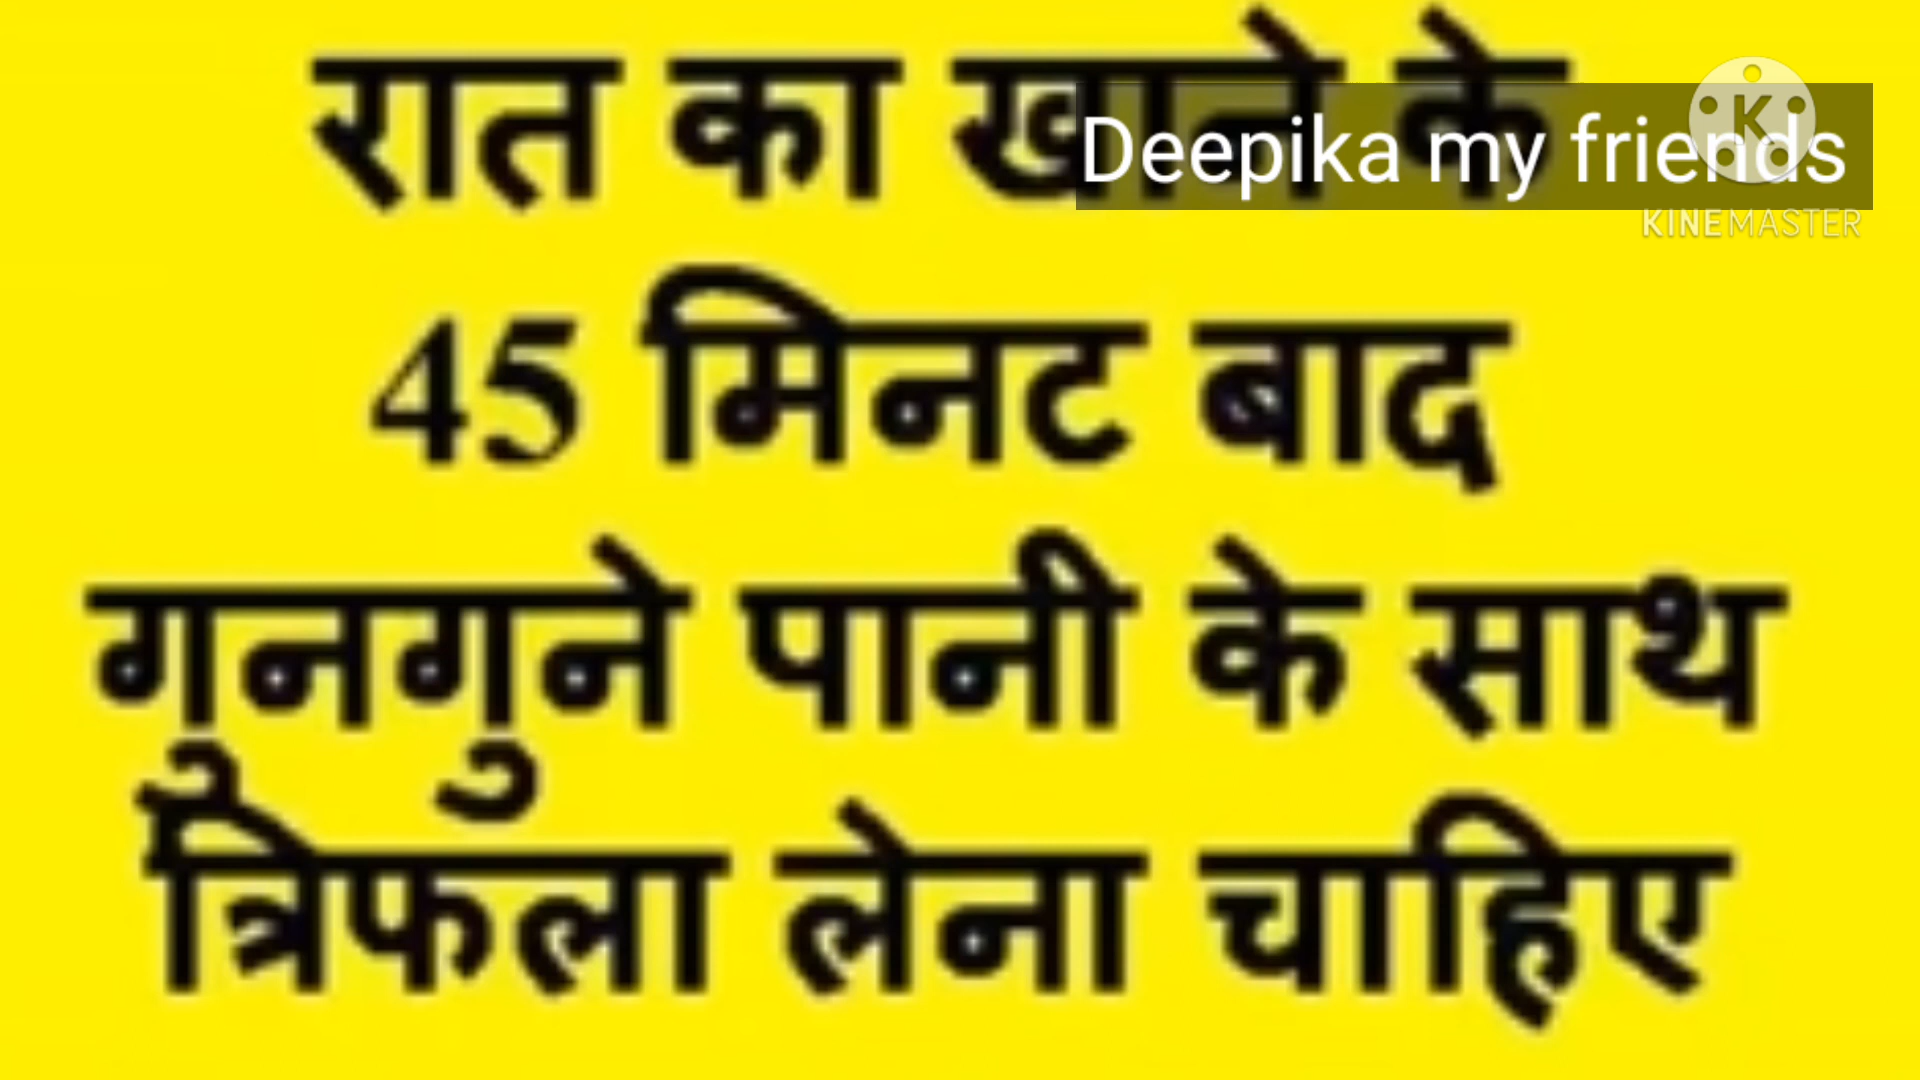 रात का खाने के
Deepika my friends
KINEMASTER
45 मिनट बाद
गुनगुने पानी के साथ
त्रिफला लेना चाहिए